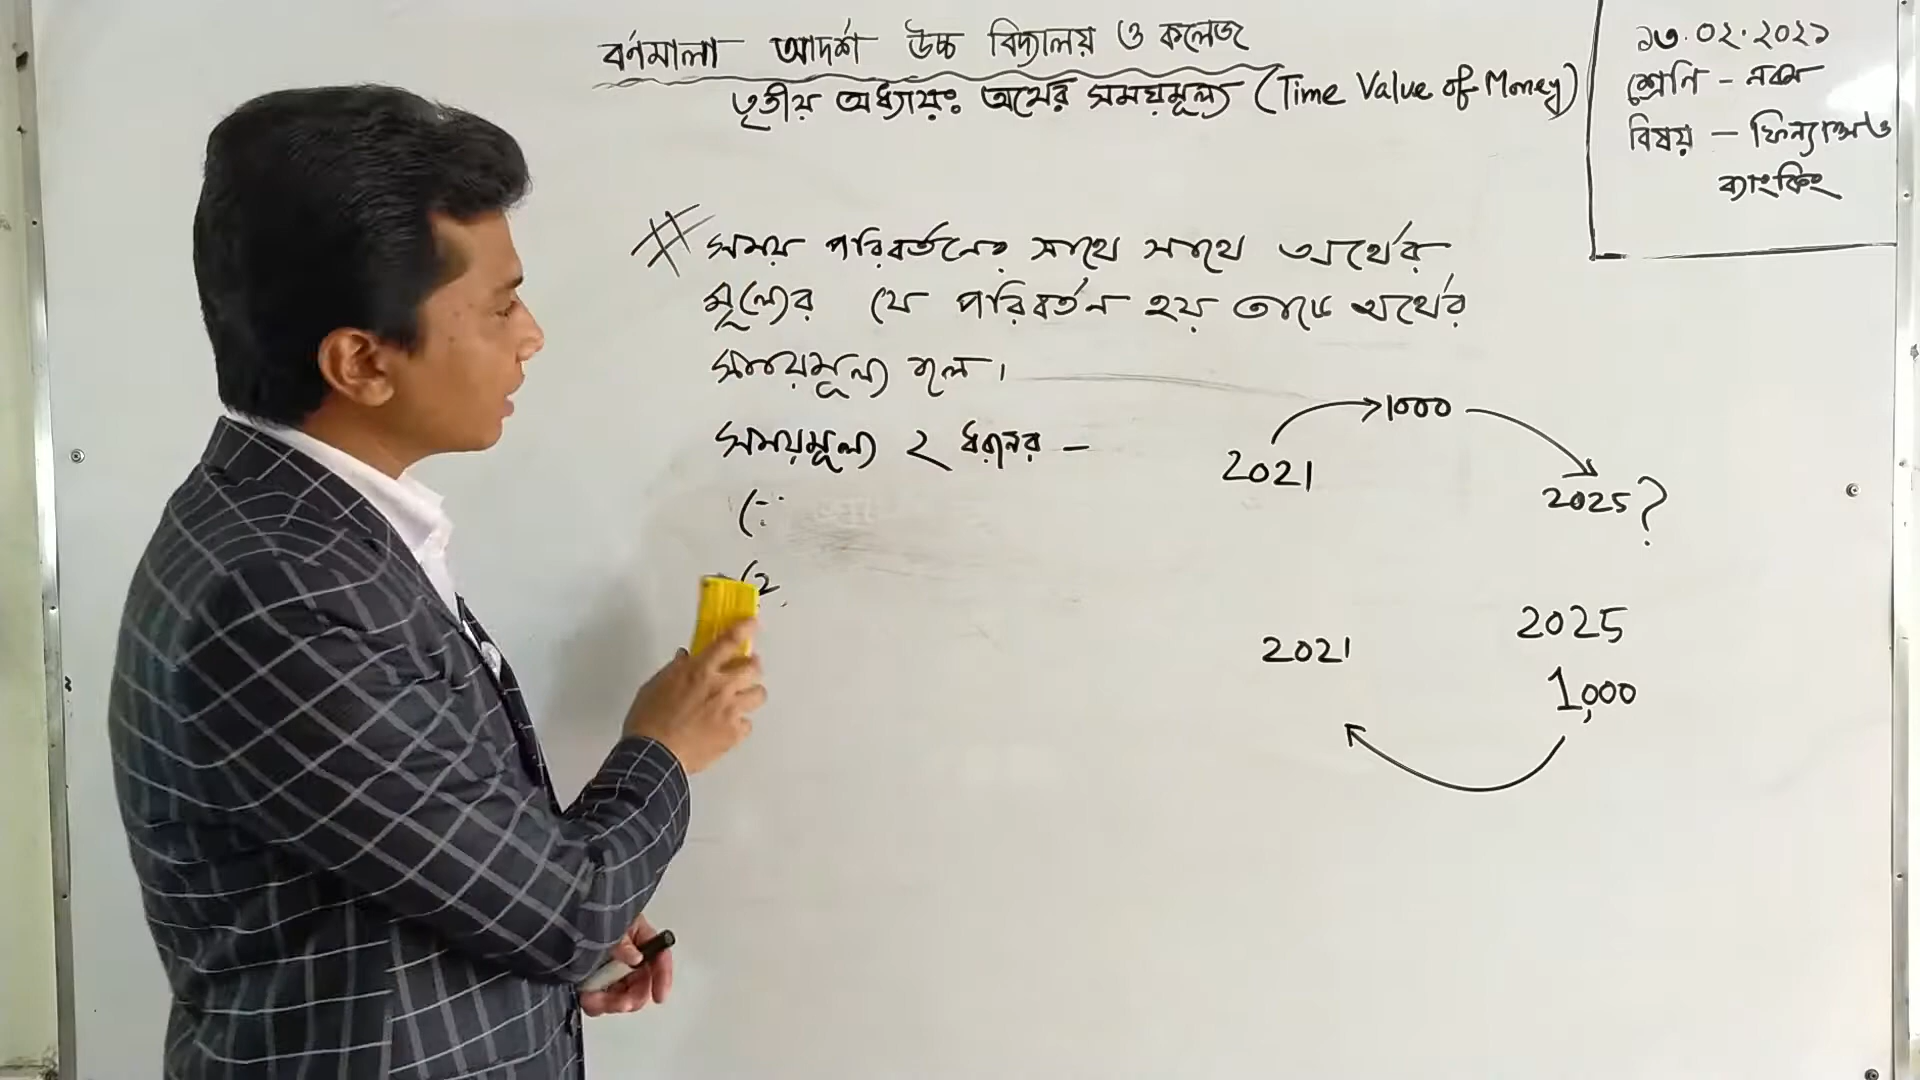 বর্ণমালা আদর্শ উচ্চ বিদ্যালয় ও কলেজ
তৃতীয় অধ্যায়ঃ অর্থের সময়মূল্য (Time Value of Money)
১৩.০২.২০২১
শ্রেণি - নবম
বিষয় - ফিন্যান্স ও
ব্যাংকিং
# সময় পরিবর্তনের সাথে সাথে অর্থের
মূল্যের যে পরিবর্তন হয় তাকে অর্থের
সময়মূল্য বলে।
সময়মূল্য ২ ধরনের -
2021
1000
2025?
(২
2021
2025
1,000